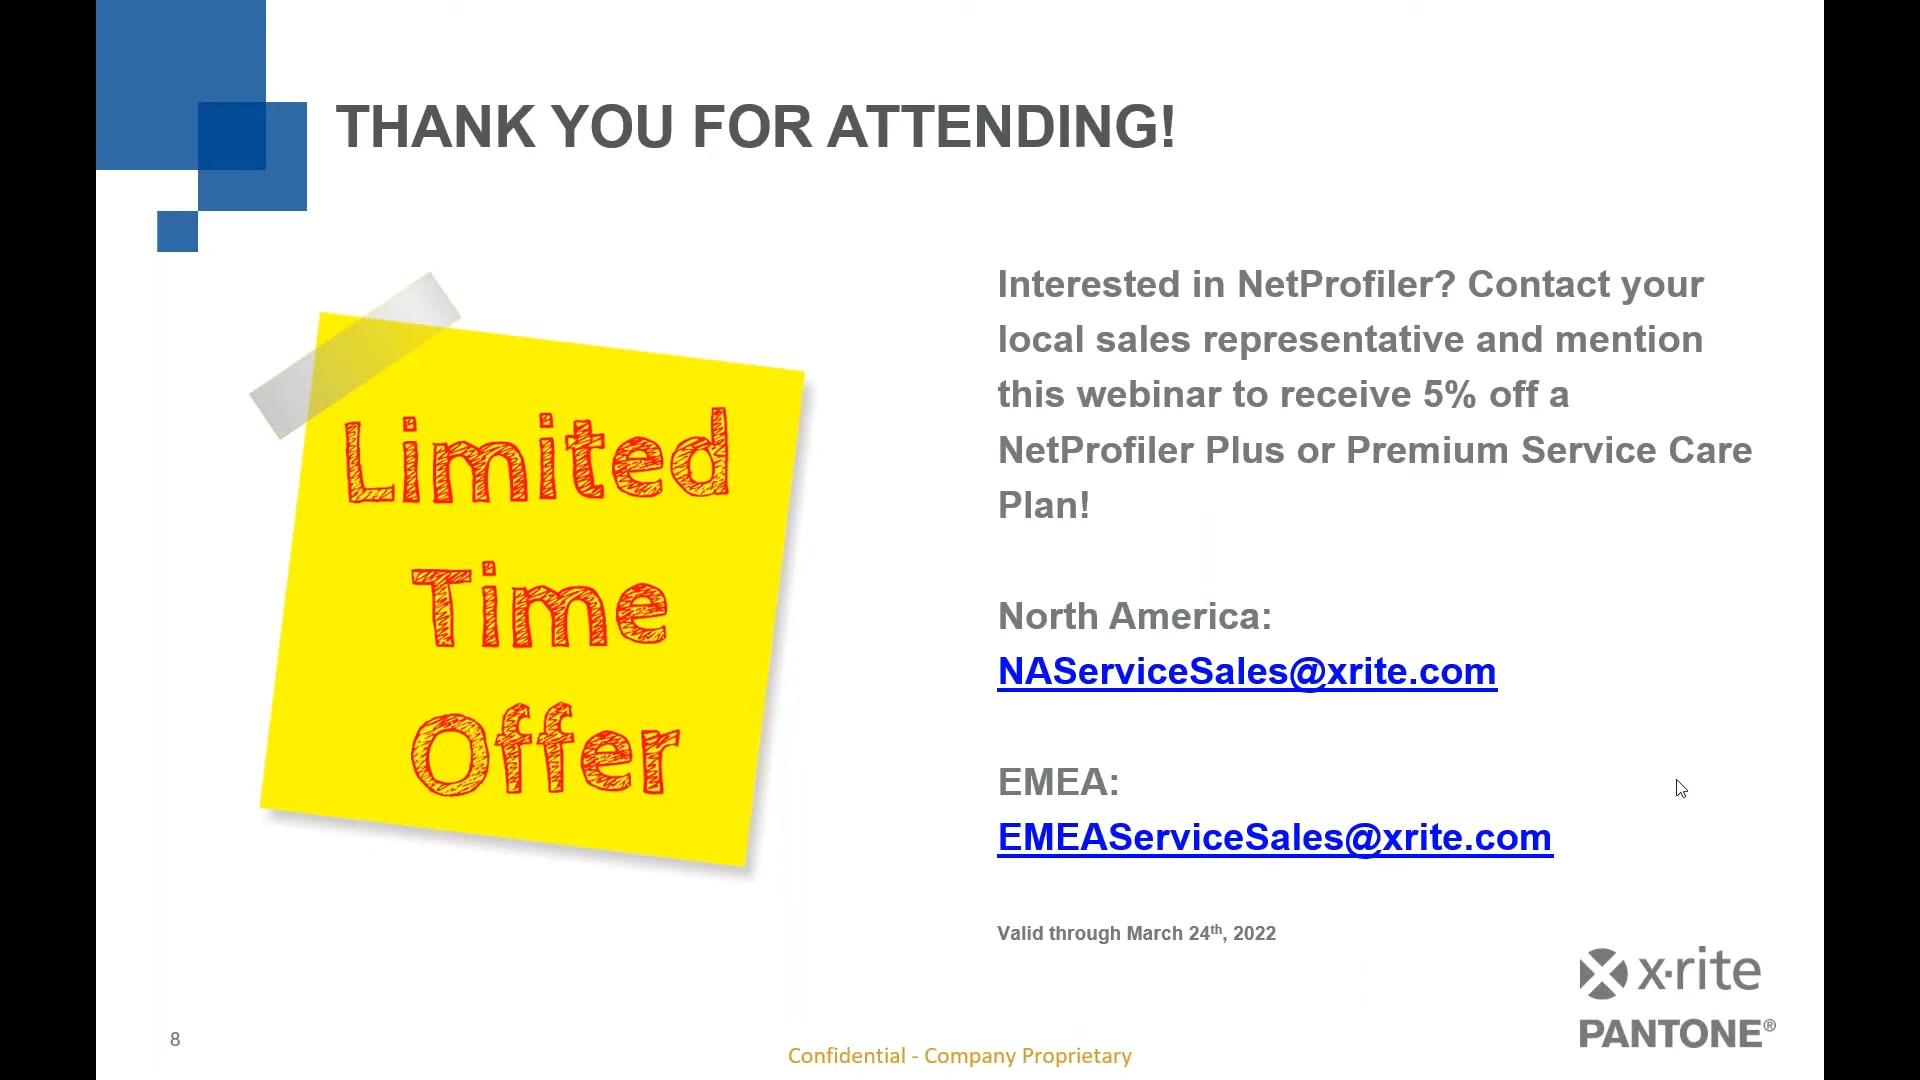 THANK YOU FOR ATTENDING!
Limited
Time
Offer
Interested in NetProfiler? Contact your
local sales representative and mention
this webinar to receive 5% off a
NetProfiler Plus or Premium Service Care
Plan!
North America:
NAServiceSales@xrite.com
EMEA:
EMEAServiceSales@xrite.com
Valid through March 24th, 2022
x·rite
PANTONE®
8
Confidential - Company Proprietary